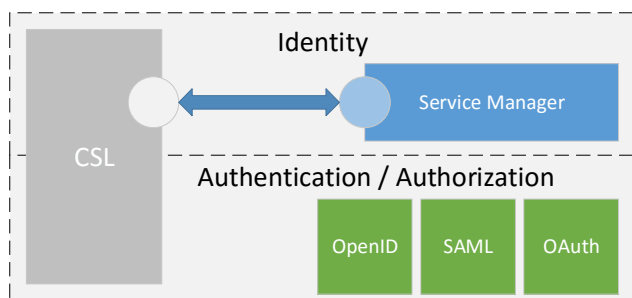 Identity
Service Manager
CSL
Authentication / Authorization
OpenID
SAML
OAuth